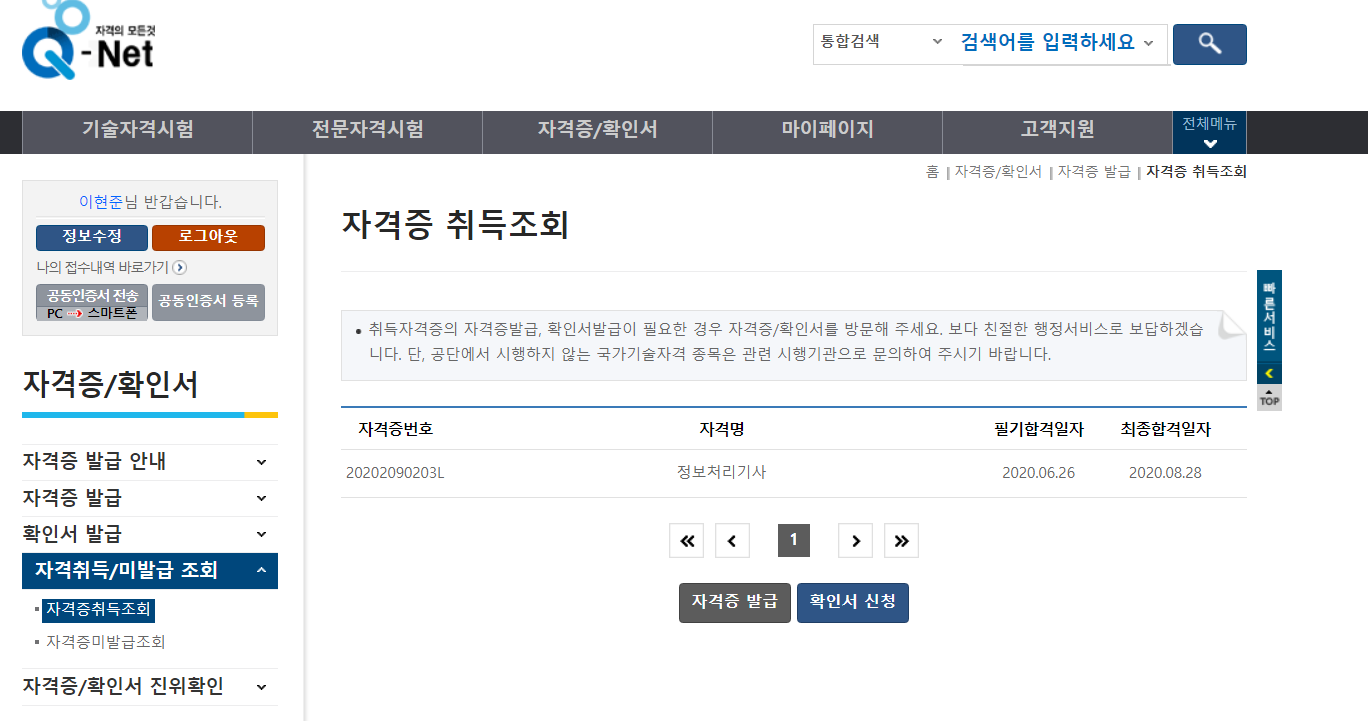 자격의 모든것
Q-Net
통합검색
검색어를 입력하세요
기술자격시험
전문자격시험
자격증/확인서
마이페이지
고객지원
전체메뉴
홈 | 자격증/확인서 | 자격증 발급 | 자격증 취득조회
이현준님 반갑습니다.
정보수정
로그아웃
나의 접수내역 바로가기
공동인증서 전송
PC 스마트폰
공동인증서 등록
자격증/확인서
자격증 발급 안내
자격증 발급
확인서 발급
자격취득/미발급 조회
자격증취득조회
자격증미발급조회
자격증/확인서 진위확인
자격증 취득조회
• 취득자격증의 자격증발급, 확인서발급이 필요한 경우 자격증/확인서를 방문해 주세요. 보다 친절한 행정서비스로 보답하겠습
니다. 단, 공단에서 시행하지 않는 국가기술자격 종목은 관련 시행기관으로 문의하여 주시기 바랍니다.
자격증번호 자격명 필기합격일자 최종합격일자
20202090203L 정보처리기사 2020.06.26 2020.08.28
1
자격증 발급
확인서 신청
빠른서비스
TOP